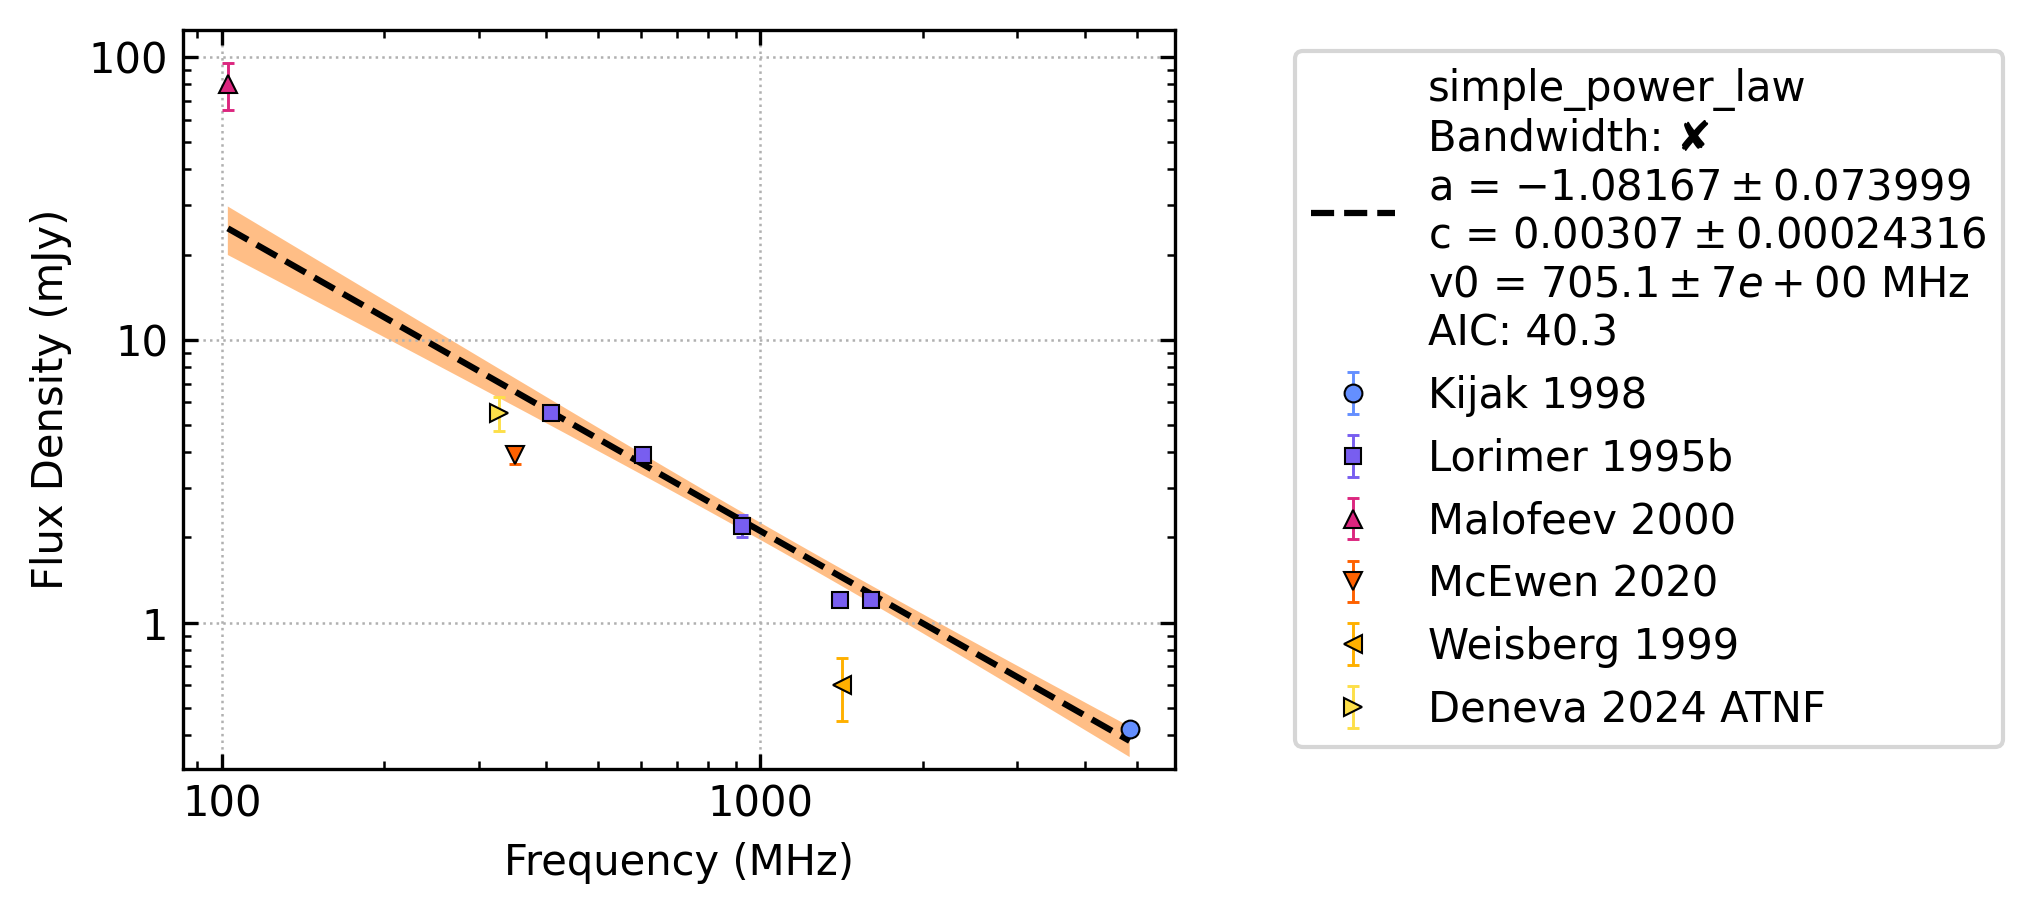 100
10
1
Flux Density (mJy)
100
1000
Frequency (MHz)
simple_power_law
Bandwidth: ✘
a = −1.08167 ± 0.073999
c = 0.00307 ± 0.00024316
v0 = 705.1 ± 7e + 00 MHz
AIC: 40.3
Kijak 1998
Lorimer 1995b
Malofeev 2000
McEwen 2020
Weisberg 1999
Deneva 2024 ATNF